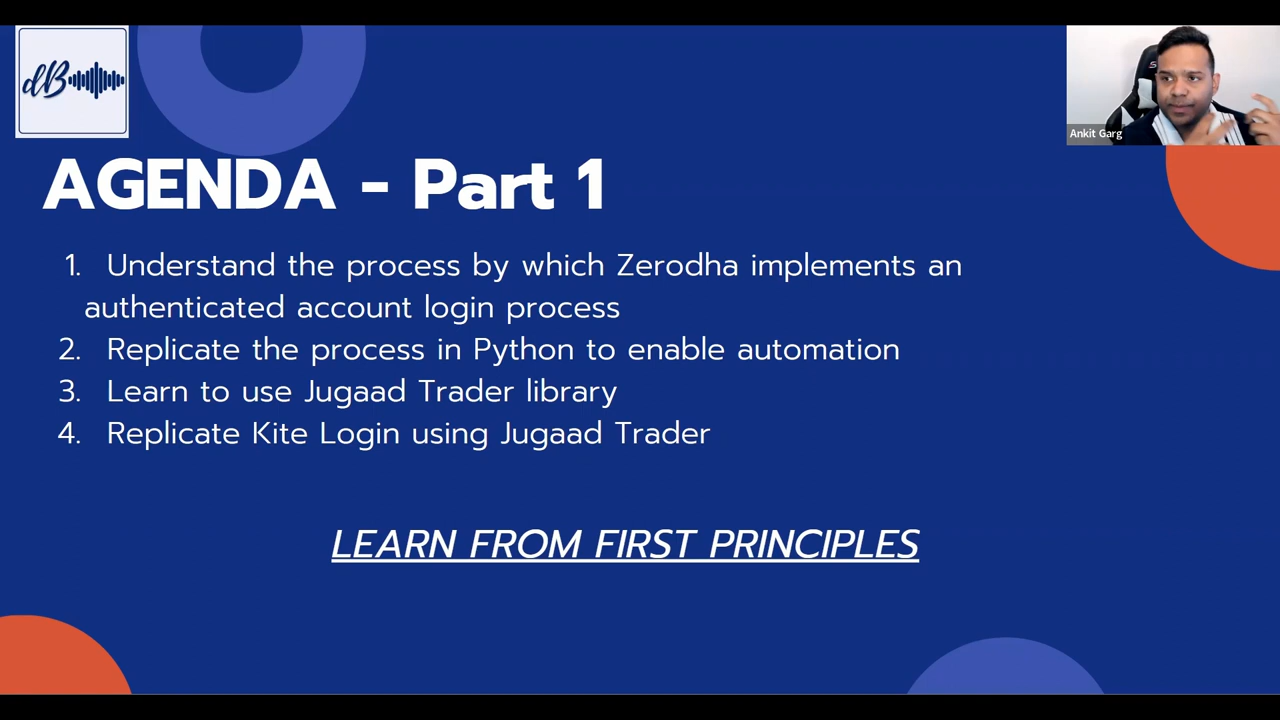 dB
Ankit Garg
AGENDA - Part 1
1. Understand the process by which Zerodha implements an
authenticated account login process
2. Replicate the process in Python to enable automation
3. Learn to use Jugaad Trader library
4. Replicate Kite Login using Jugaad Trader
LEARN FROM FIRST PRINCIPLES